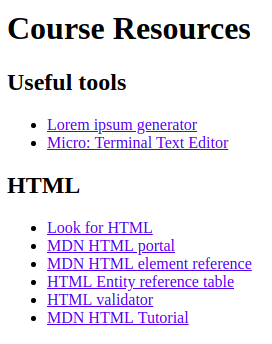 Course Resources
Useful tools
Lorem ipsum generator
Micro: Terminal Text Editor
HTML
Look for HTML
MDN HTML portal
MDN HTML element reference
HTML Entity reference table
HTML validator
MDN HTML Tutorial